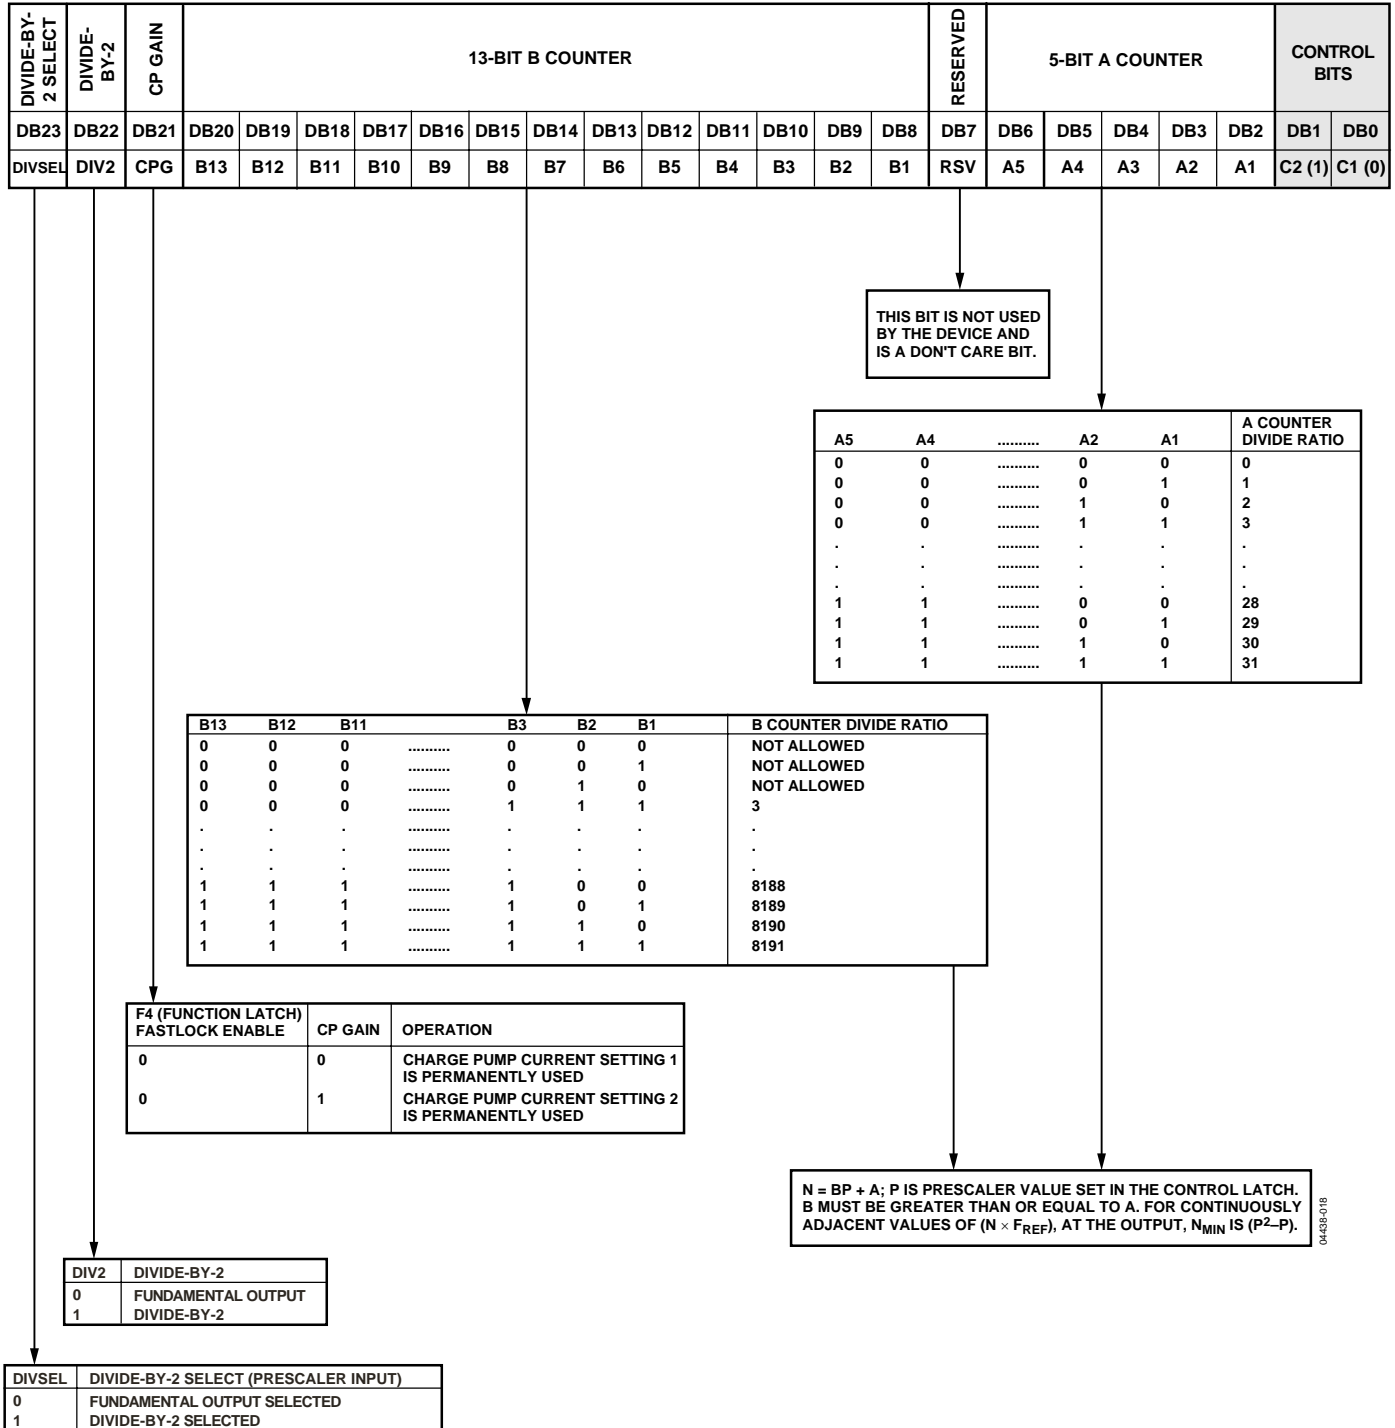 DIVIDE-BY-
2 SELECT
DIVIDE-
BY-2
CP GAIN
13-BIT B COUNTER
RESERVED
5-BIT A COUNTER
CONTROL
BITS
DB23 DB22 DB21 DB20 DB19 DB18 DB17 DB16 DB15 DB14 DB13 DB12 DB11 DB10 DB9 DB8 DB7 DB6 DB5 DB4 DB3 DB2 DB1 DB0
DIVSEL DIV2 CPG B13 B12 B11 B10 B9 B8 B7 B6 B5 B4 B3 B2 B1 RSV A5 A4 A3 A2 A1 C2 (1) C1 (0)
THIS BIT IS NOT USED
BY THE DEVICE AND
IS A DON'T CARE BIT.
A COUNTER
A5 A4 .......... A2 A1 DIVIDE RATIO
0 0 .......... 0 0 0
0 0 .......... 0 1 1
0 0 .......... 1 0 2
0 0 .......... 1 1 3
. . .......... . . .
. . .......... . . .
. . .......... . . .
1 1 .......... 0 0 28
1 1 .......... 0 1 29
1 1 .......... 1 0 30
1 1 .......... 1 1 31
B13 B12 B11 B3 B2 B1 B COUNTER DIVIDE RATIO
0 0 0 .......... 0 0 0 NOT ALLOWED
0 0 0 .......... 0 0 1 NOT ALLOWED
0 0 0 .......... 0 1 0 NOT ALLOWED
0 0 0 .......... 1 1 1 3
. . . .......... . . . .
. . . .......... . . . .
. . . .......... . . . .
1 1 1 .......... 1 0 0 8188
1 1 1 .......... 1 0 1 8189
1 1 1 .......... 1 1 0 8190
1 1 1 .......... 1 1 1 8191
F4 (FUNCTION LATCH)
FASTLOCK ENABLE CP GAIN OPERATION
0 0 CHARGE PUMP CURRENT SETTING 1
IS PERMANENTLY USED
0 1 CHARGE PUMP CURRENT SETTING 2
IS PERMANENTLY USED
N = BP + A; P IS PRESCALER VALUE SET IN THE CONTROL LATCH.
B MUST BE GREATER THAN OR EQUAL TO A. FOR CONTINUOUSLY
ADJACENT VALUES OF (N × FREF), AT THE OUTPUT, NMIN IS (P²–P).
04438-018
DIV2 DIVIDE-BY-2
0 FUNDAMENTAL OUTPUT
1 DIVIDE-BY-2
DIVSEL DIVIDE-BY-2 SELECT (PRESCALER INPUT)
0 FUNDAMENTAL OUTPUT SELECTED
1 DIVIDE-BY-2 SELECTED